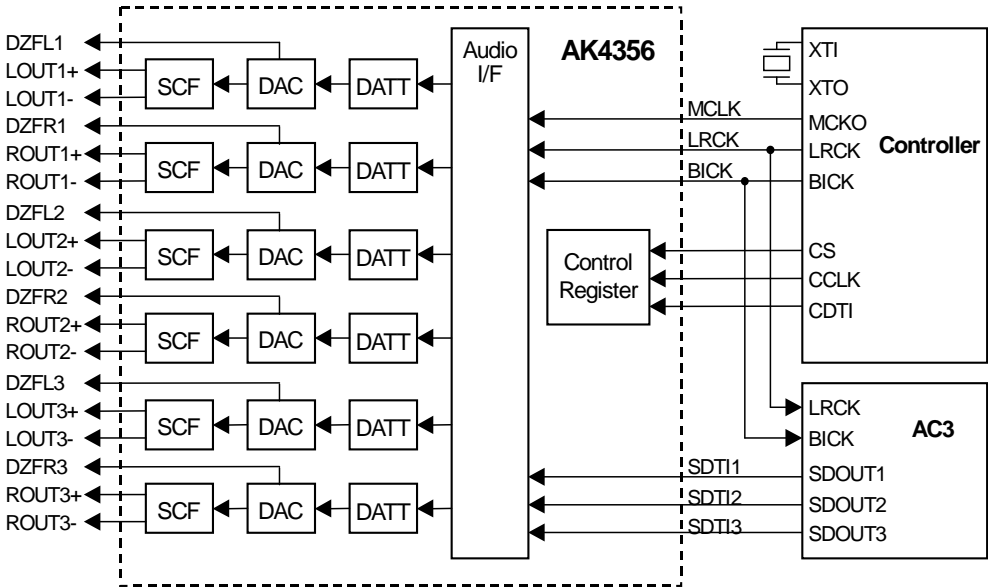 DZFL1
LOUT1+
LOUT1-
SCF
DAC
DATT
DZFR1
ROUT1+
ROUT1-
SCF
DAC
DATT
DZFL2
LOUT2+
LOUT2-
SCF
DAC
DATT
DZFR2
ROUT2+
ROUT2-
SCF
DAC
DATT
DZFL3
LOUT3+
LOUT3-
SCF
DAC
DATT
DZFR3
ROUT3+
ROUT3-
SCF
DAC
DATT
Audio
I/F
AK4356
MCLK
LRCK
BICK
Control
Register
SDTI1
SDTI2
SDTI3
XTI
XTO
MCKO
LRCK
BICK
Controller
CS
CCLK
CDTI
LRCK
BICK
AC3
SDOUT1
SDOUT2
SDOUT3